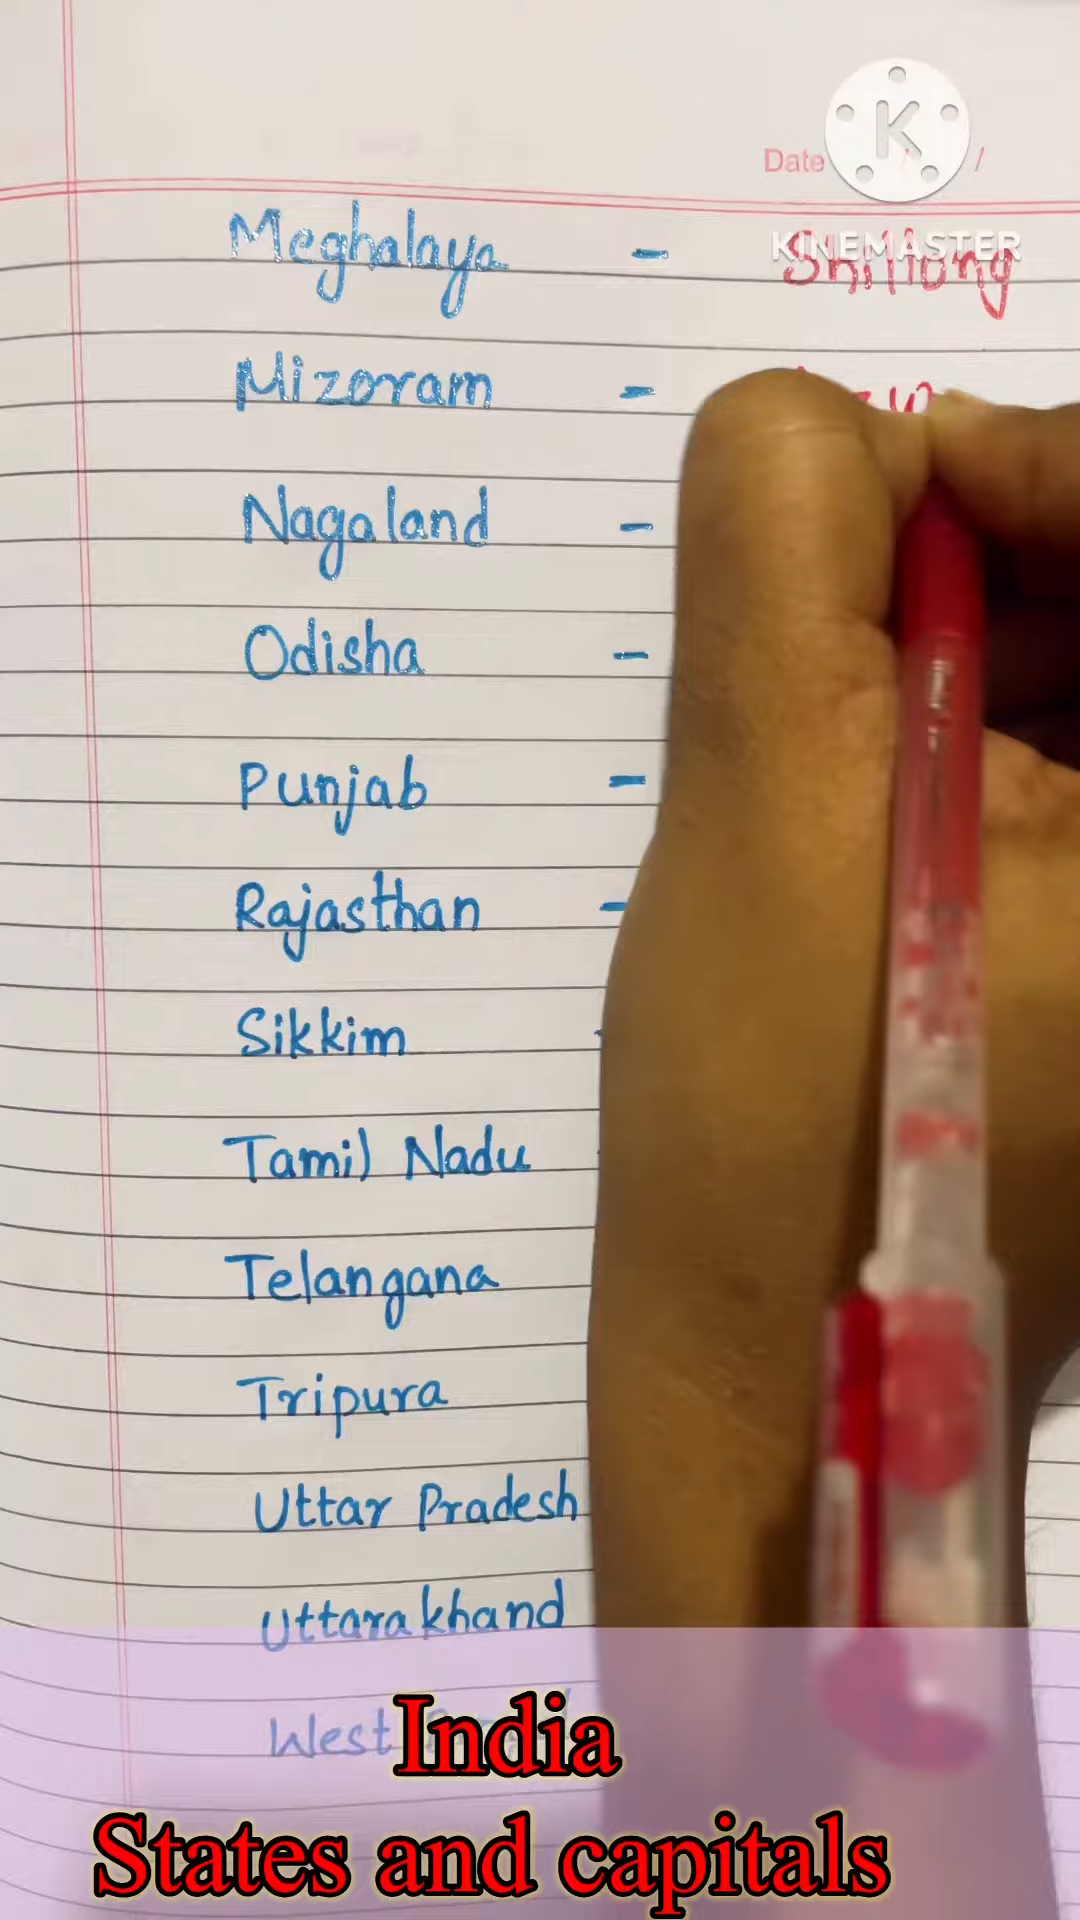 Date / /
K
KINEMASTER
Meghalaya - Shillong
Mizoram -
Nagaland -
Odisha -
Punjab -
Rajasthan -
Sikkim
Tamil Nadu
Telangana
Tripura
Uttar Pradesh
Uttarakhand
West
India
States and capitals